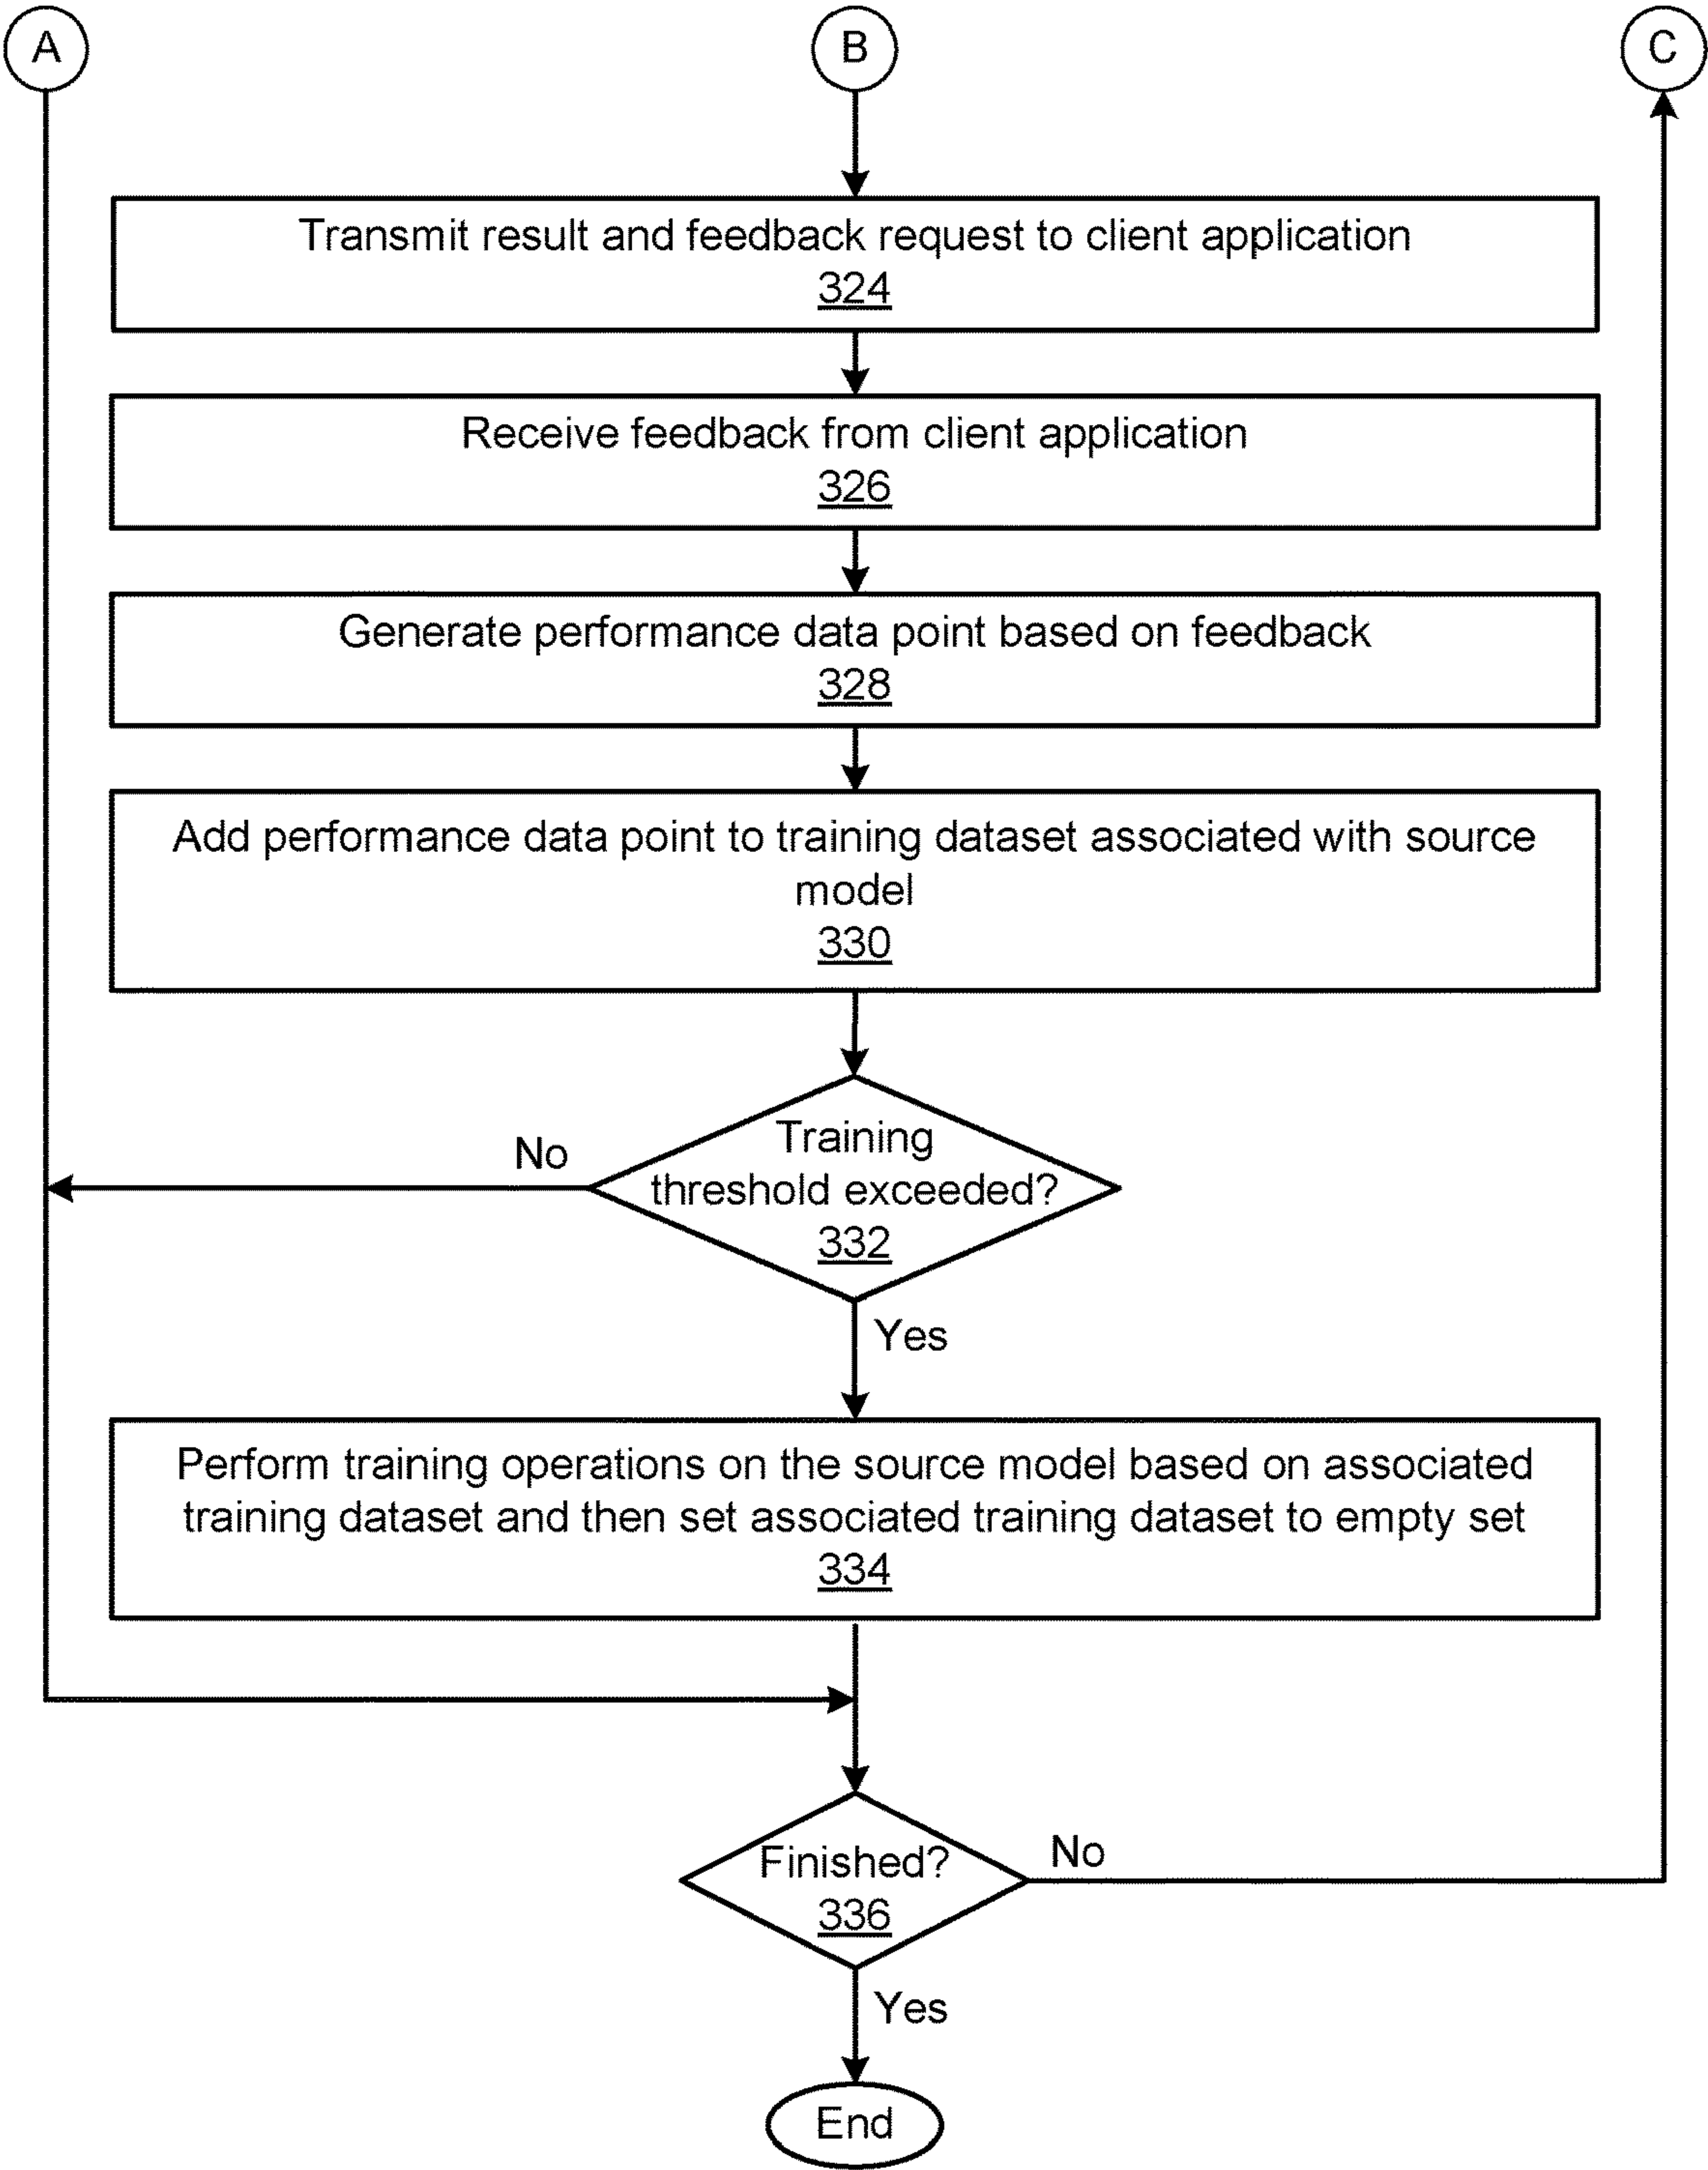 A
B
C
Transmit result and feedback request to client application
324
Receive feedback from client application
326
Generate performance data point based on feedback
328
Add performance data point to training dataset associated with source
model
330
Training
threshold exceeded?
332
No
Yes
Perform training operations on the source model based on associated
training dataset and then set associated training dataset to empty set
334
Finished?
336
No
Yes
End